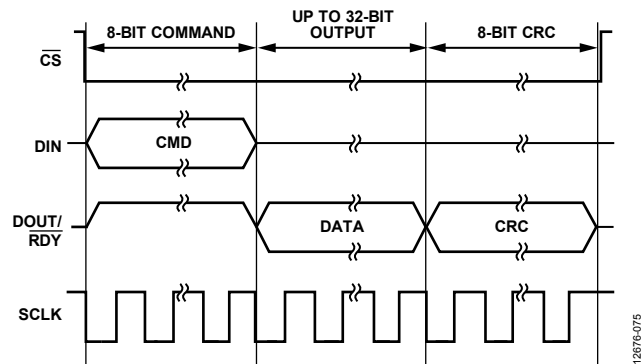 8-BIT COMMAND
UP TO 32-BIT
OUTPUT
8-BIT CRC
CS
DIN
CMD
DOUT/
RDY
DATA
CRC
SCLK
12676-075